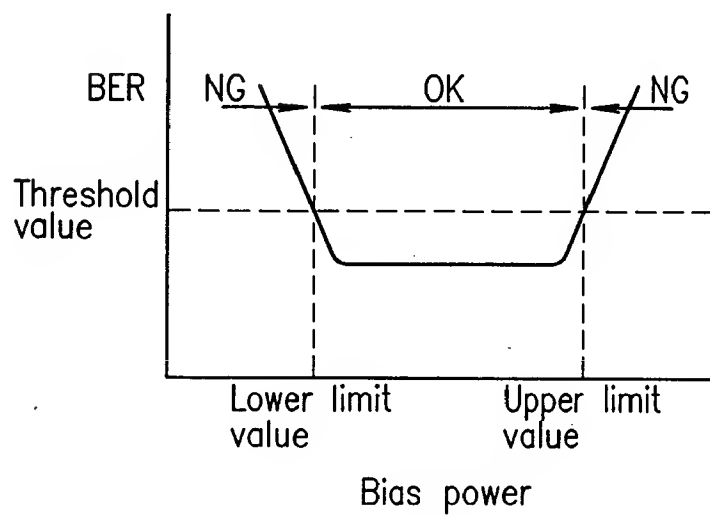 BER
NG
OK
NG
Threshold
value
Lower limit
value
Upper limit
value
Bias power